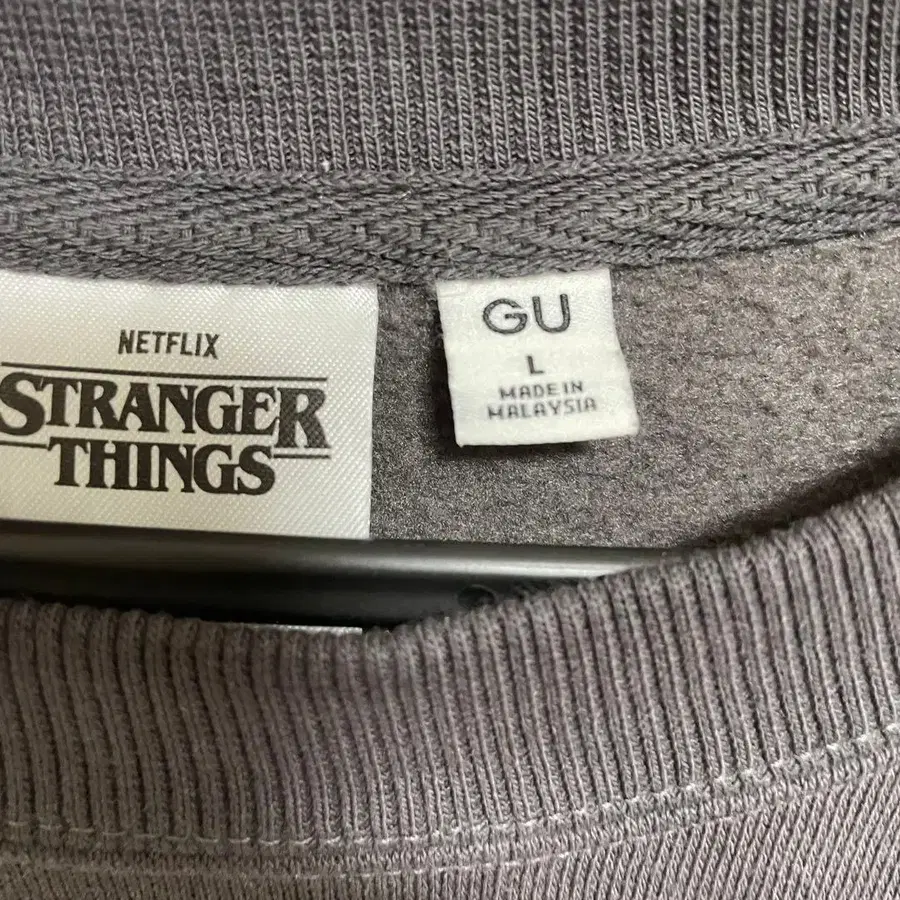 NETFLIX
STRANGER
THINGS
GU
L
MADE IN
MALAYSIA